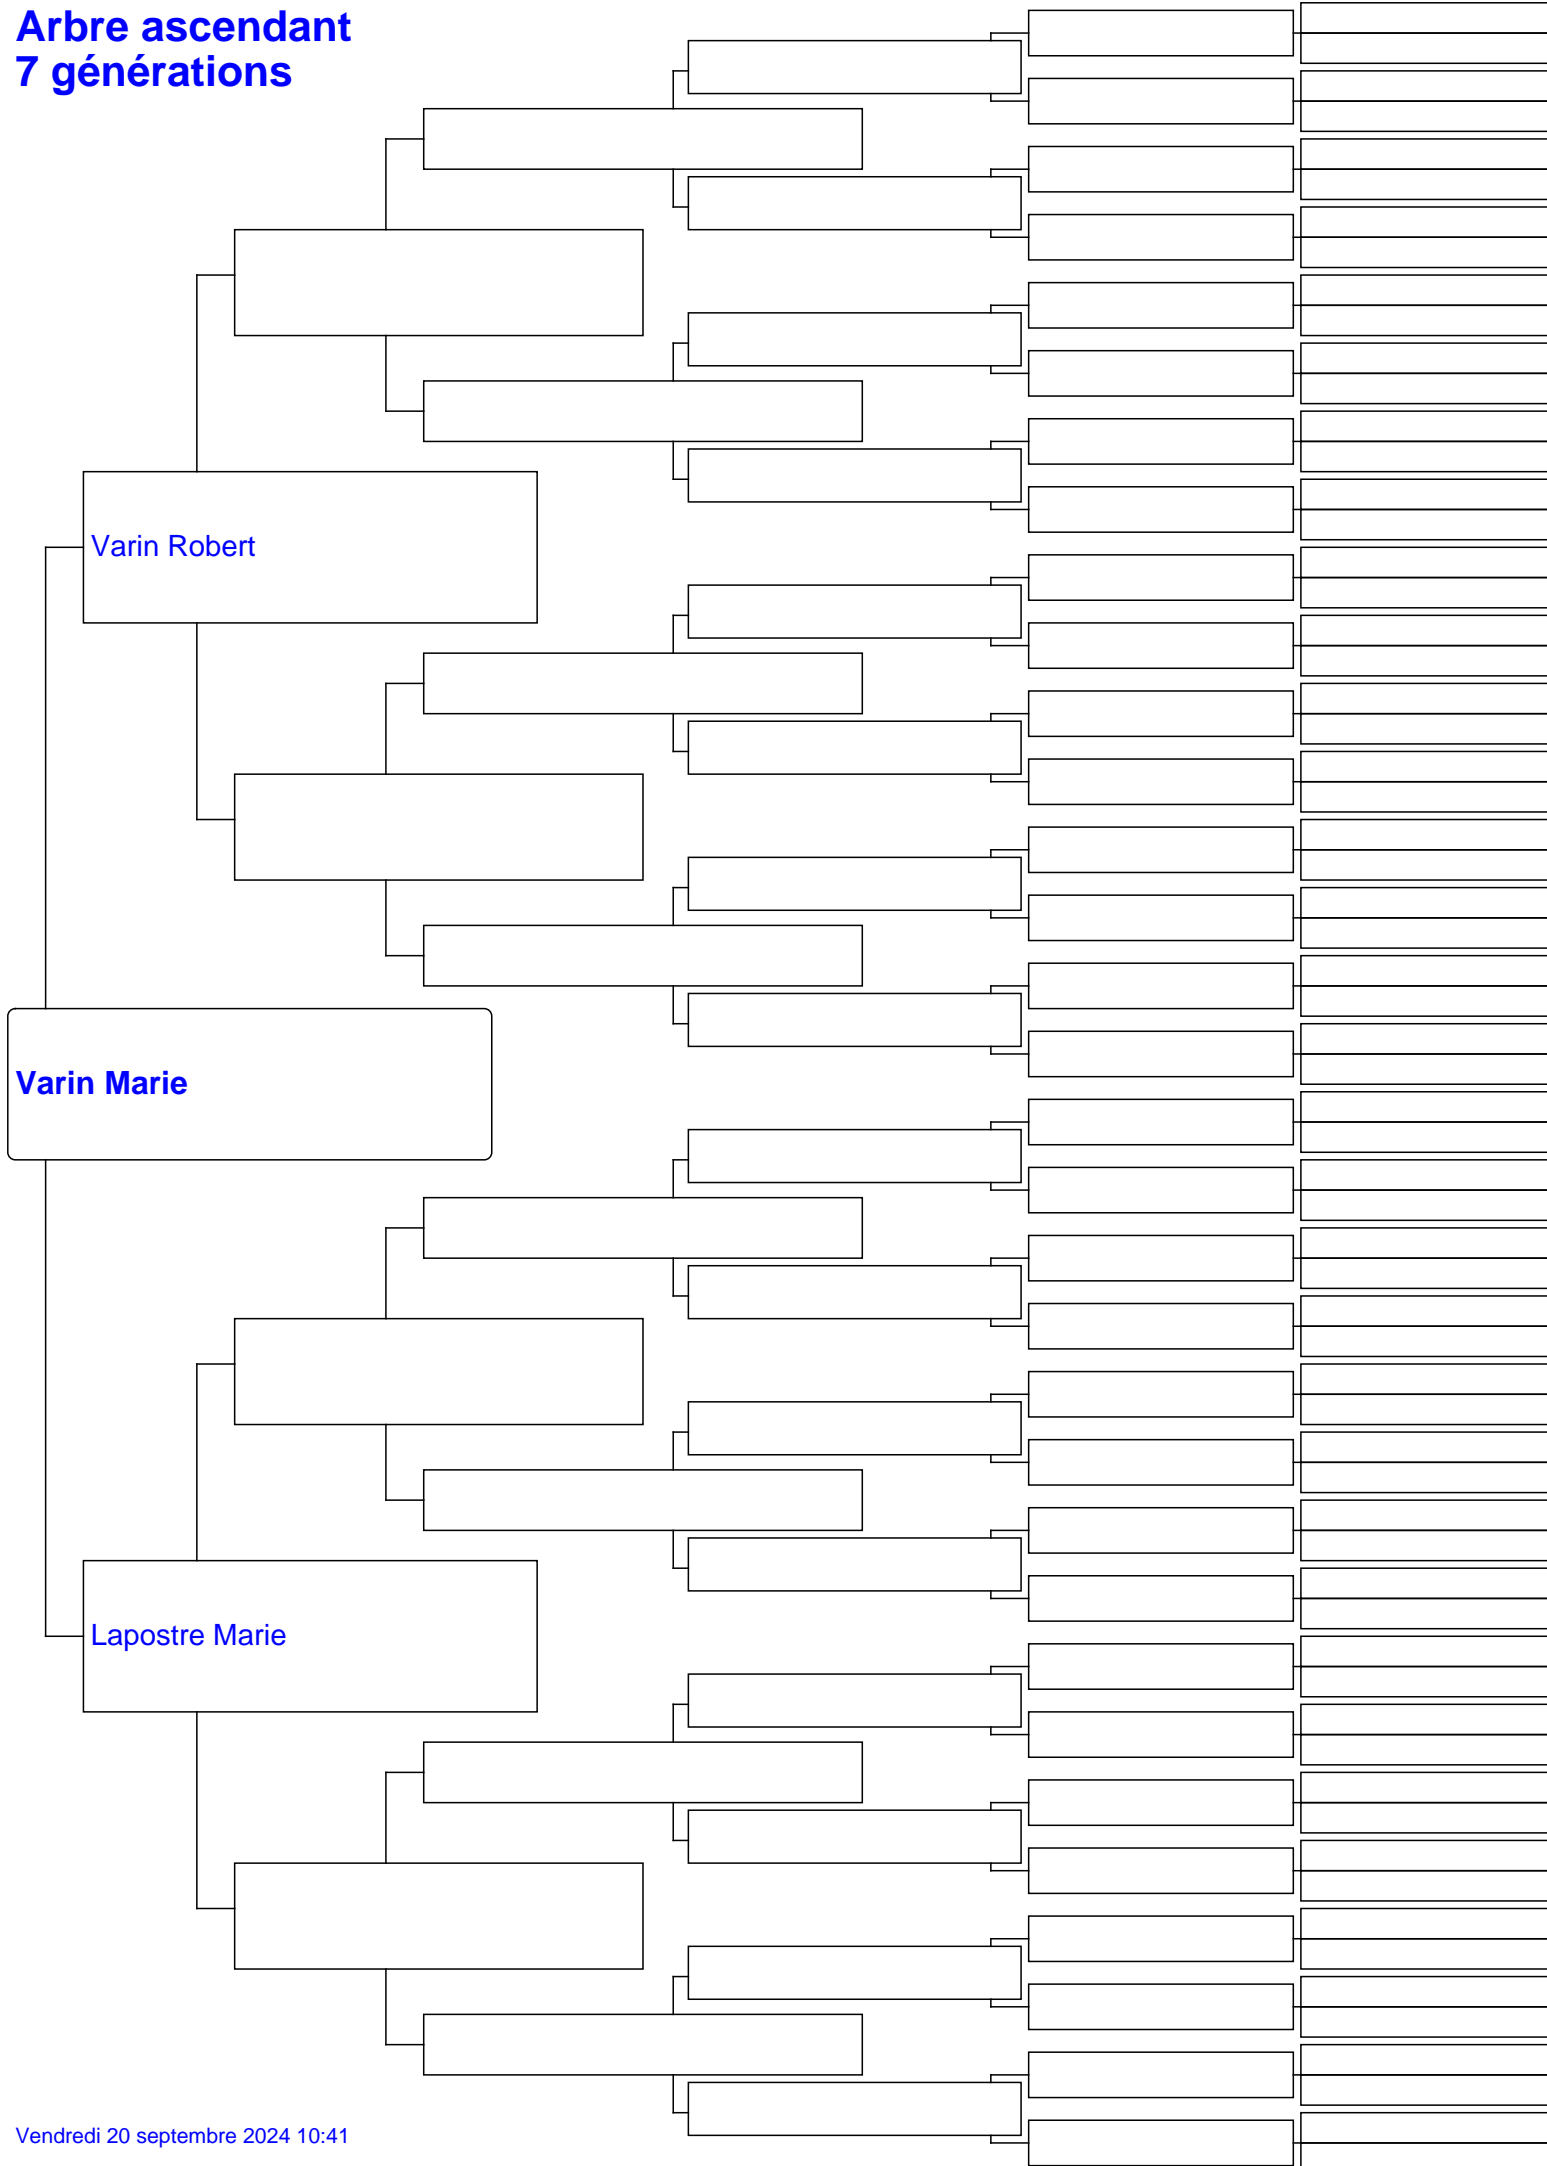 Arbre ascendant
7 générations
Varin Robert
Varin Marie
Lapostre Marie
Vendredi 20 septembre 2024 10:41